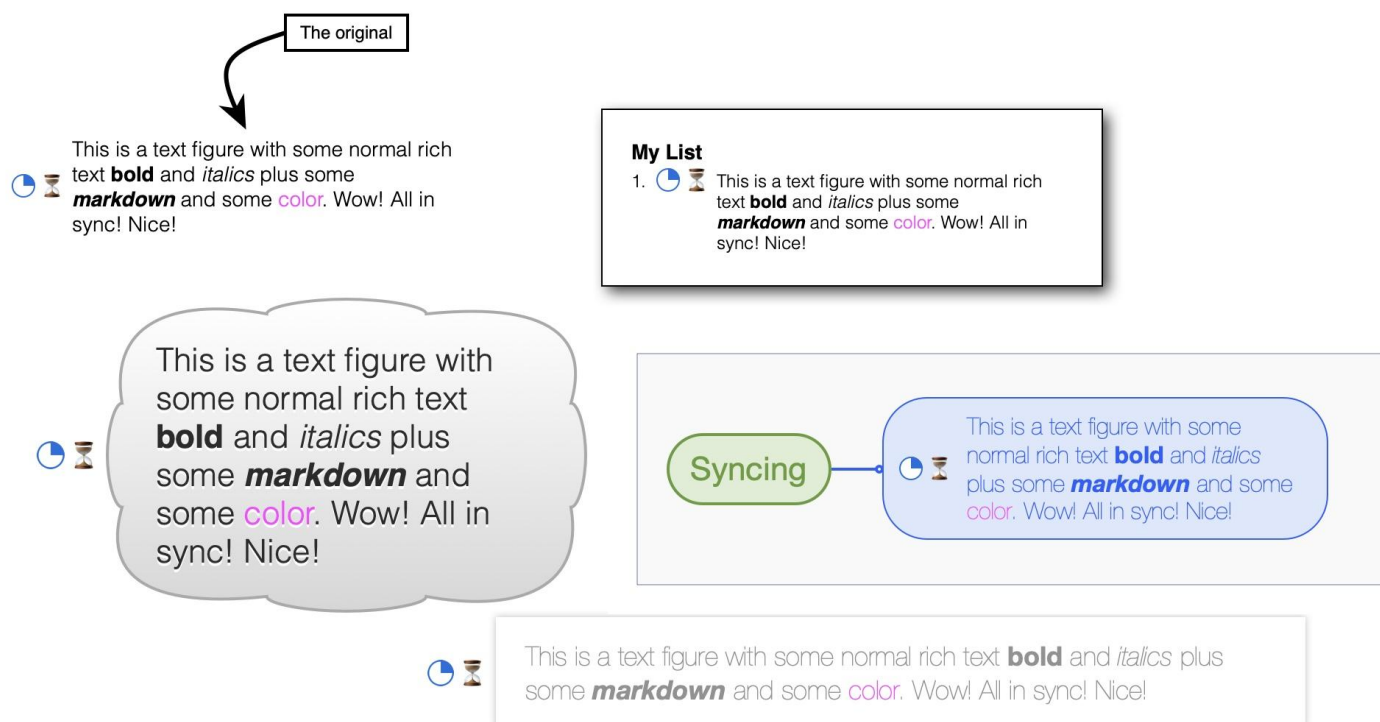 The original
This is a text figure with some normal rich
text bold and italics plus some
markdown and some color. Wow! All in
sync! Nice!
My List
1. This is a text figure with some normal rich
text bold and italics plus some
markdown and some color. Wow! All in
sync! Nice!
This is a text figure with
some normal rich text
bold and italics plus
some markdown and
some color. Wow! All in
sync! Nice!
Syncing
This is a text figure with some
normal rich text bold and italics
plus some markdown and some
color. Wow! All in sync! Nice!
This is a text figure with some normal rich text bold and italics plus
some markdown and some color. Wow! All in sync! Nice!